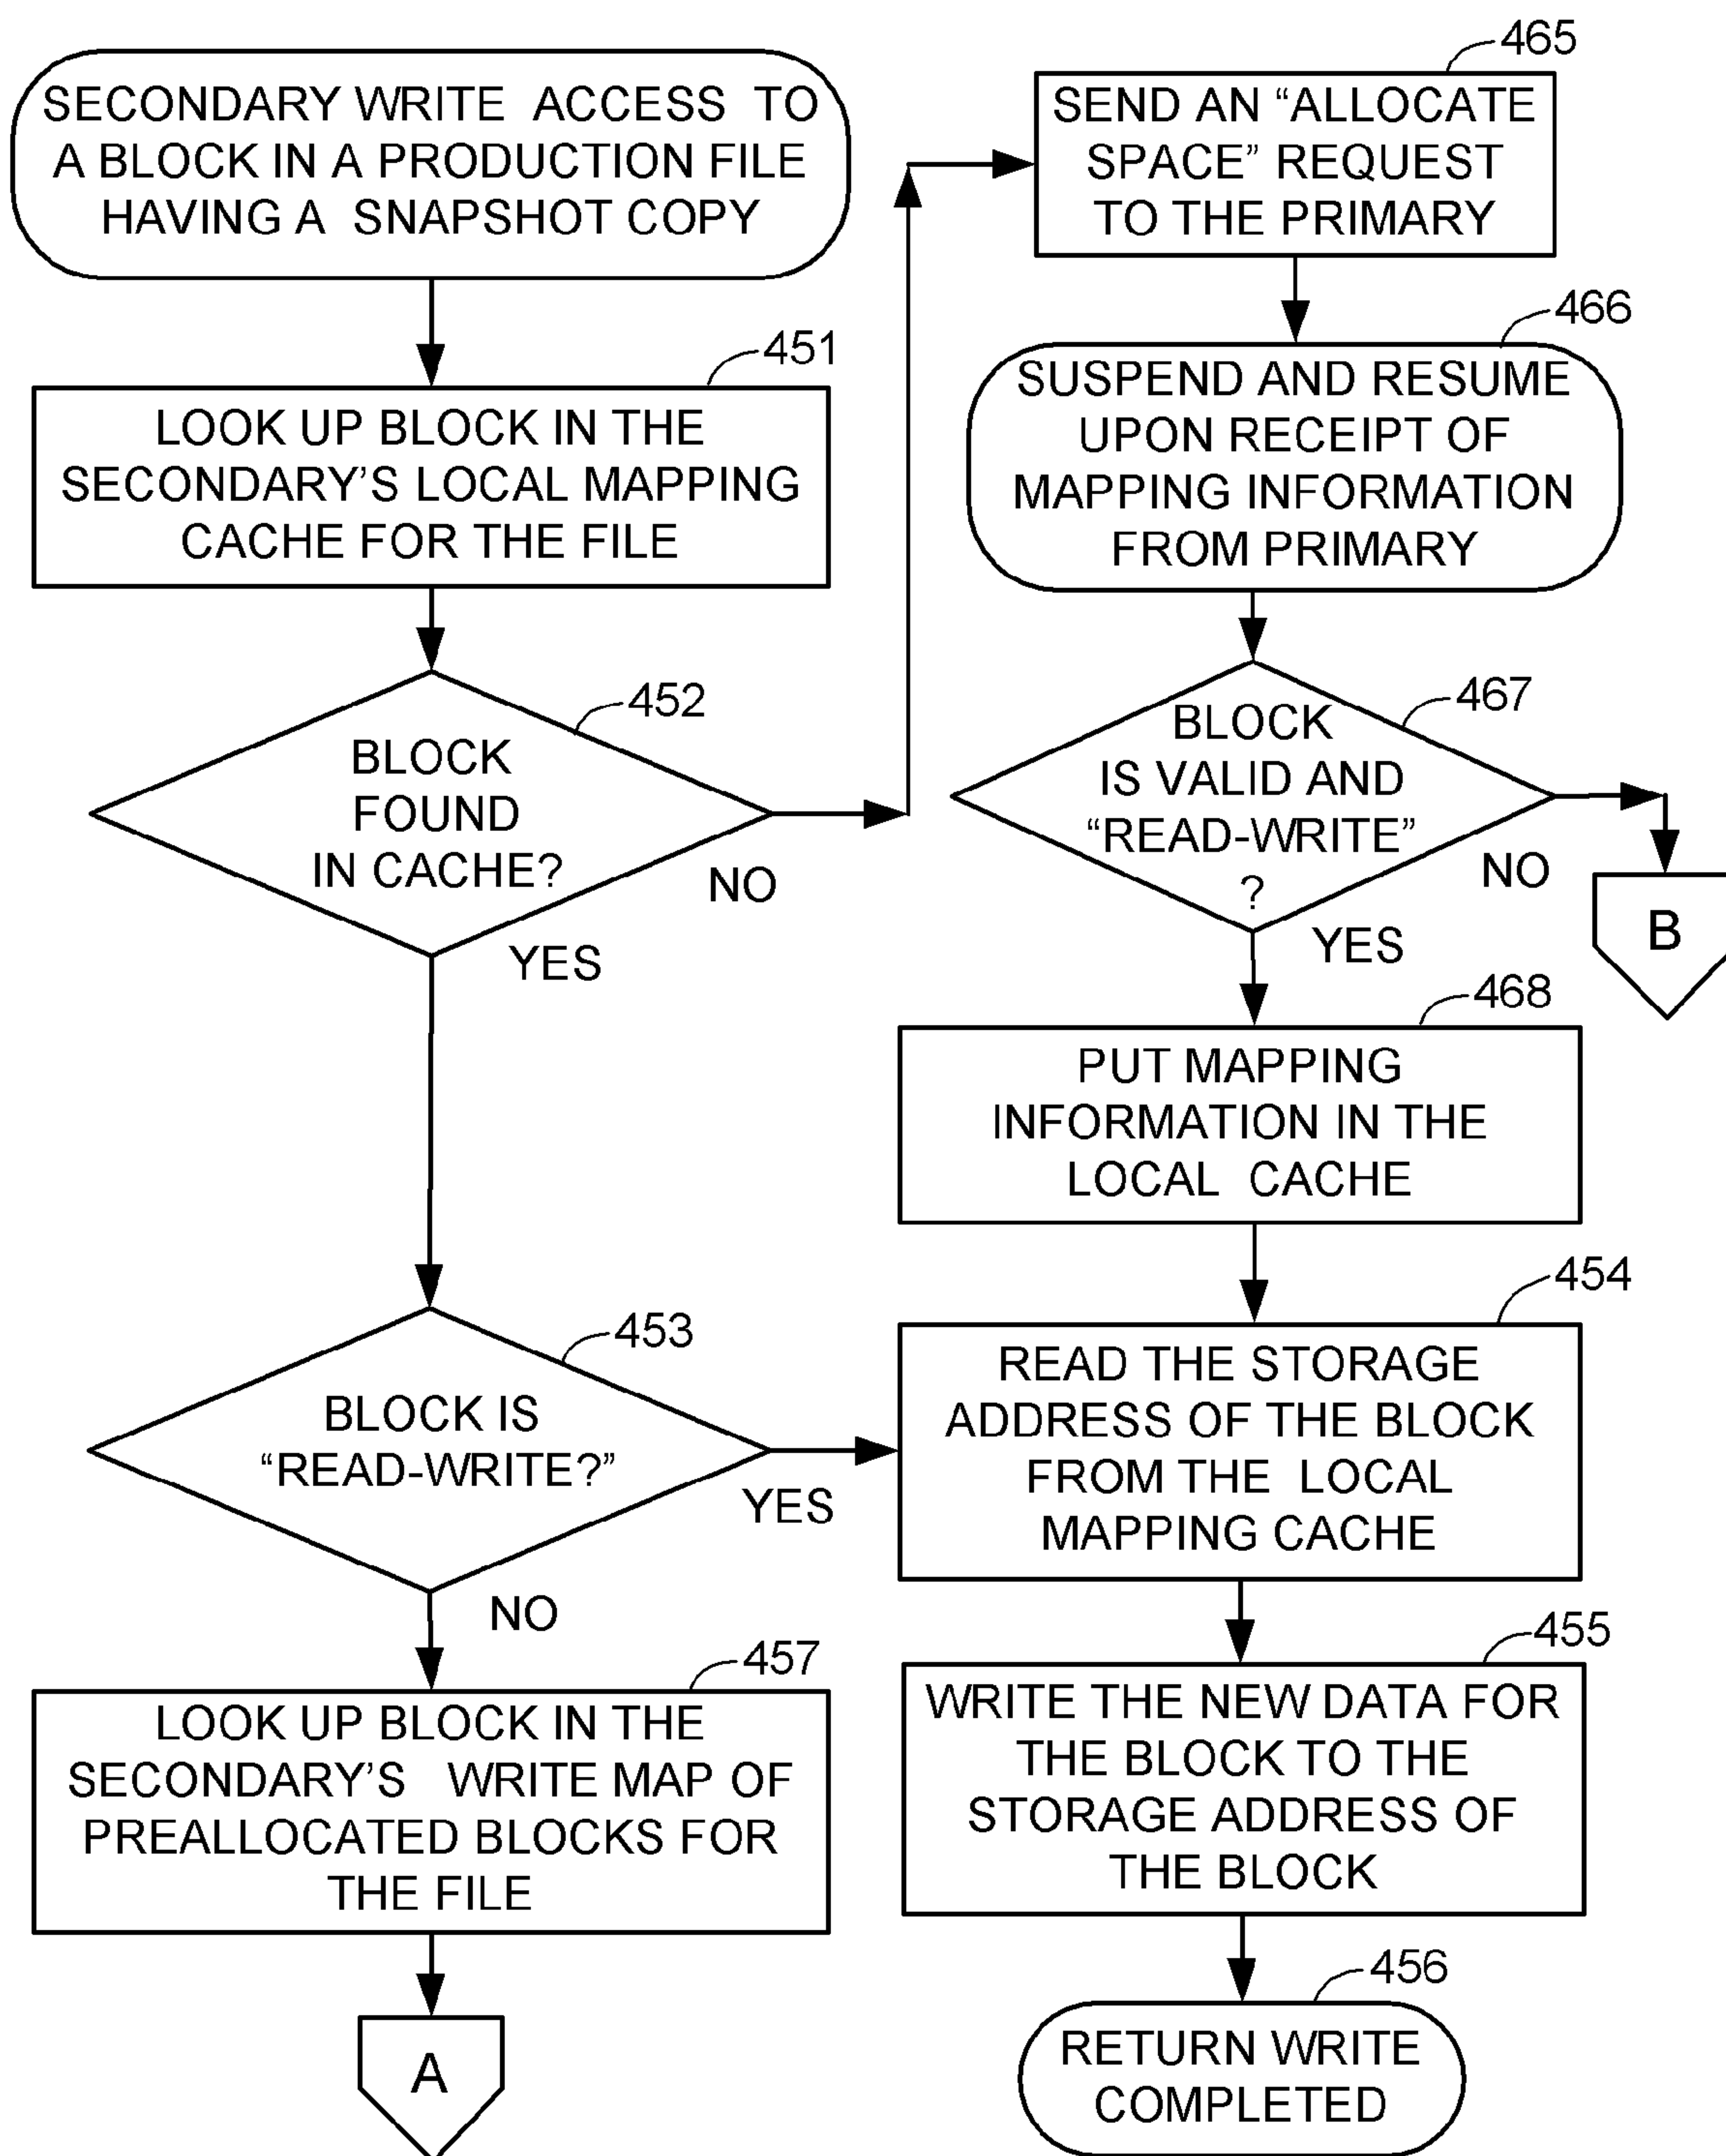 SECONDARY WRITE ACCESS TO
A BLOCK IN A PRODUCTION FILE
HAVING A SNAPSHOT COPY
451
LOOK UP BLOCK IN THE
SECONDARY'S LOCAL MAPPING
CACHE FOR THE FILE
452
BLOCK
FOUND
IN CACHE?
NO
YES
453
BLOCK IS
“READ-WRITE?”
YES
NO
457
LOOK UP BLOCK IN THE
SECONDARY'S WRITE MAP OF
PREALLOCATED BLOCKS FOR
THE FILE
A
465
SEND AN “ALLOCATE
SPACE” REQUEST
TO THE PRIMARY
466
SUSPEND AND RESUME
UPON RECEIPT OF
MAPPING INFORMATION
FROM PRIMARY
467
BLOCK
IS VALID AND
“READ-WRITE”
?
NO
B
YES
468
PUT MAPPING
INFORMATION IN THE
LOCAL CACHE
454
READ THE STORAGE
ADDRESS OF THE BLOCK
FROM THE LOCAL
MAPPING CACHE
455
WRITE THE NEW DATA FOR
THE BLOCK TO THE
STORAGE ADDRESS OF
THE BLOCK
456
RETURN WRITE
COMPLETED